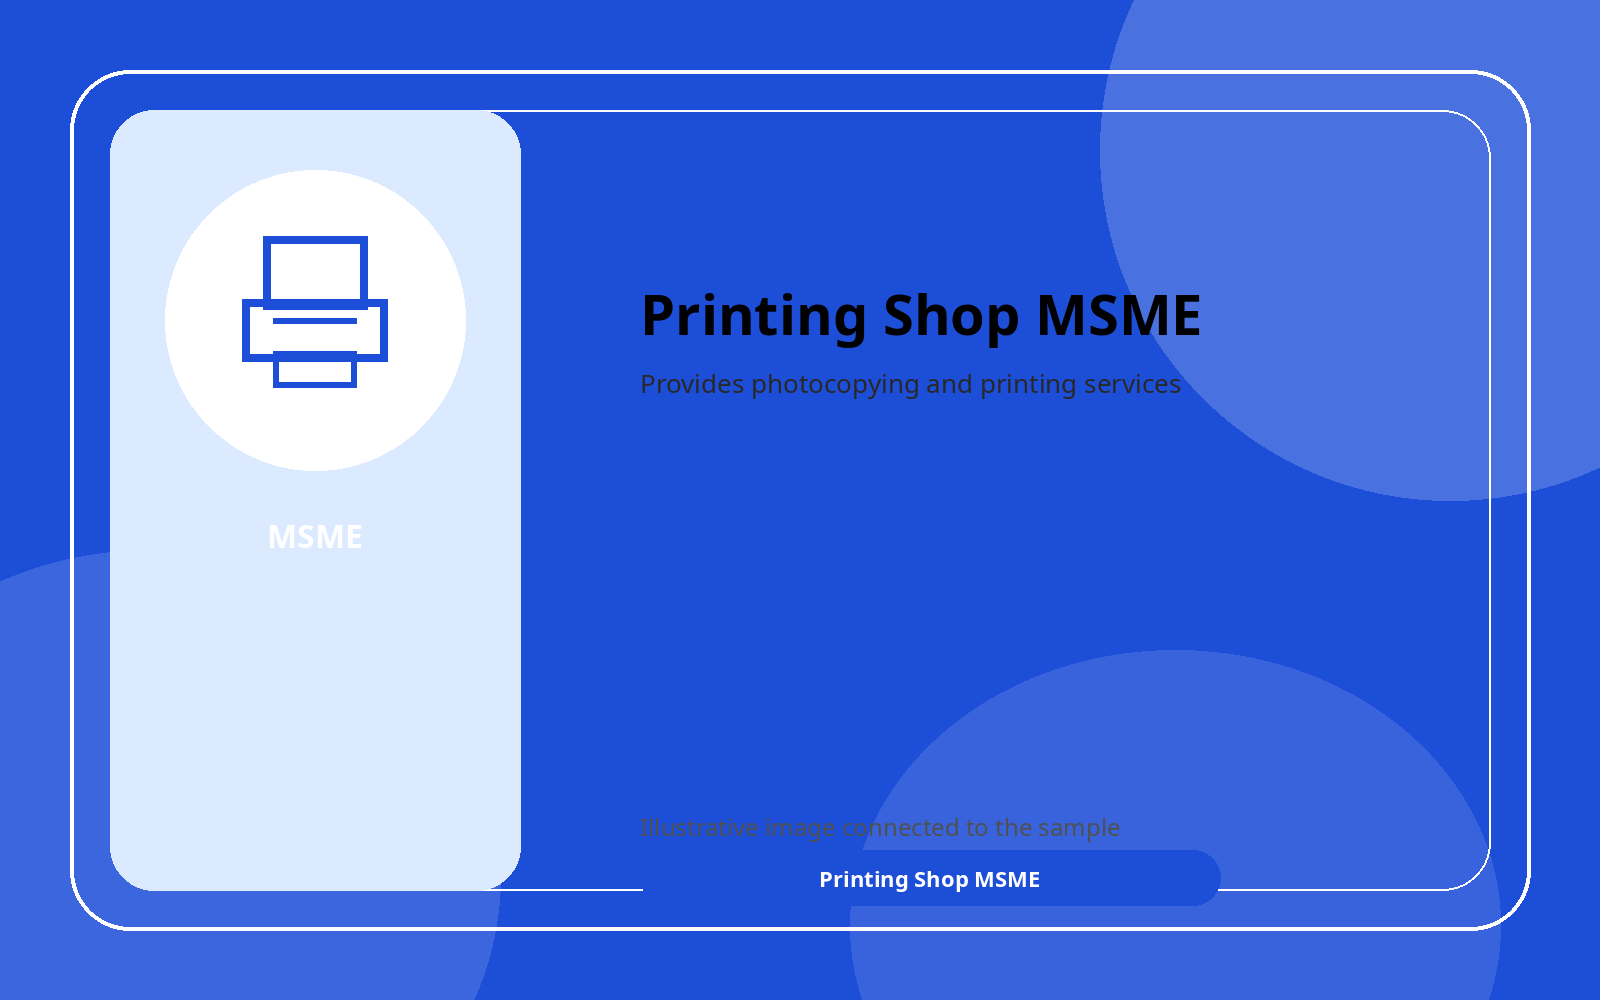 MSME
Printing Shop MSME
Provides photocopying and printing services
Illustrative image connected to the sample
Printing Shop MSME